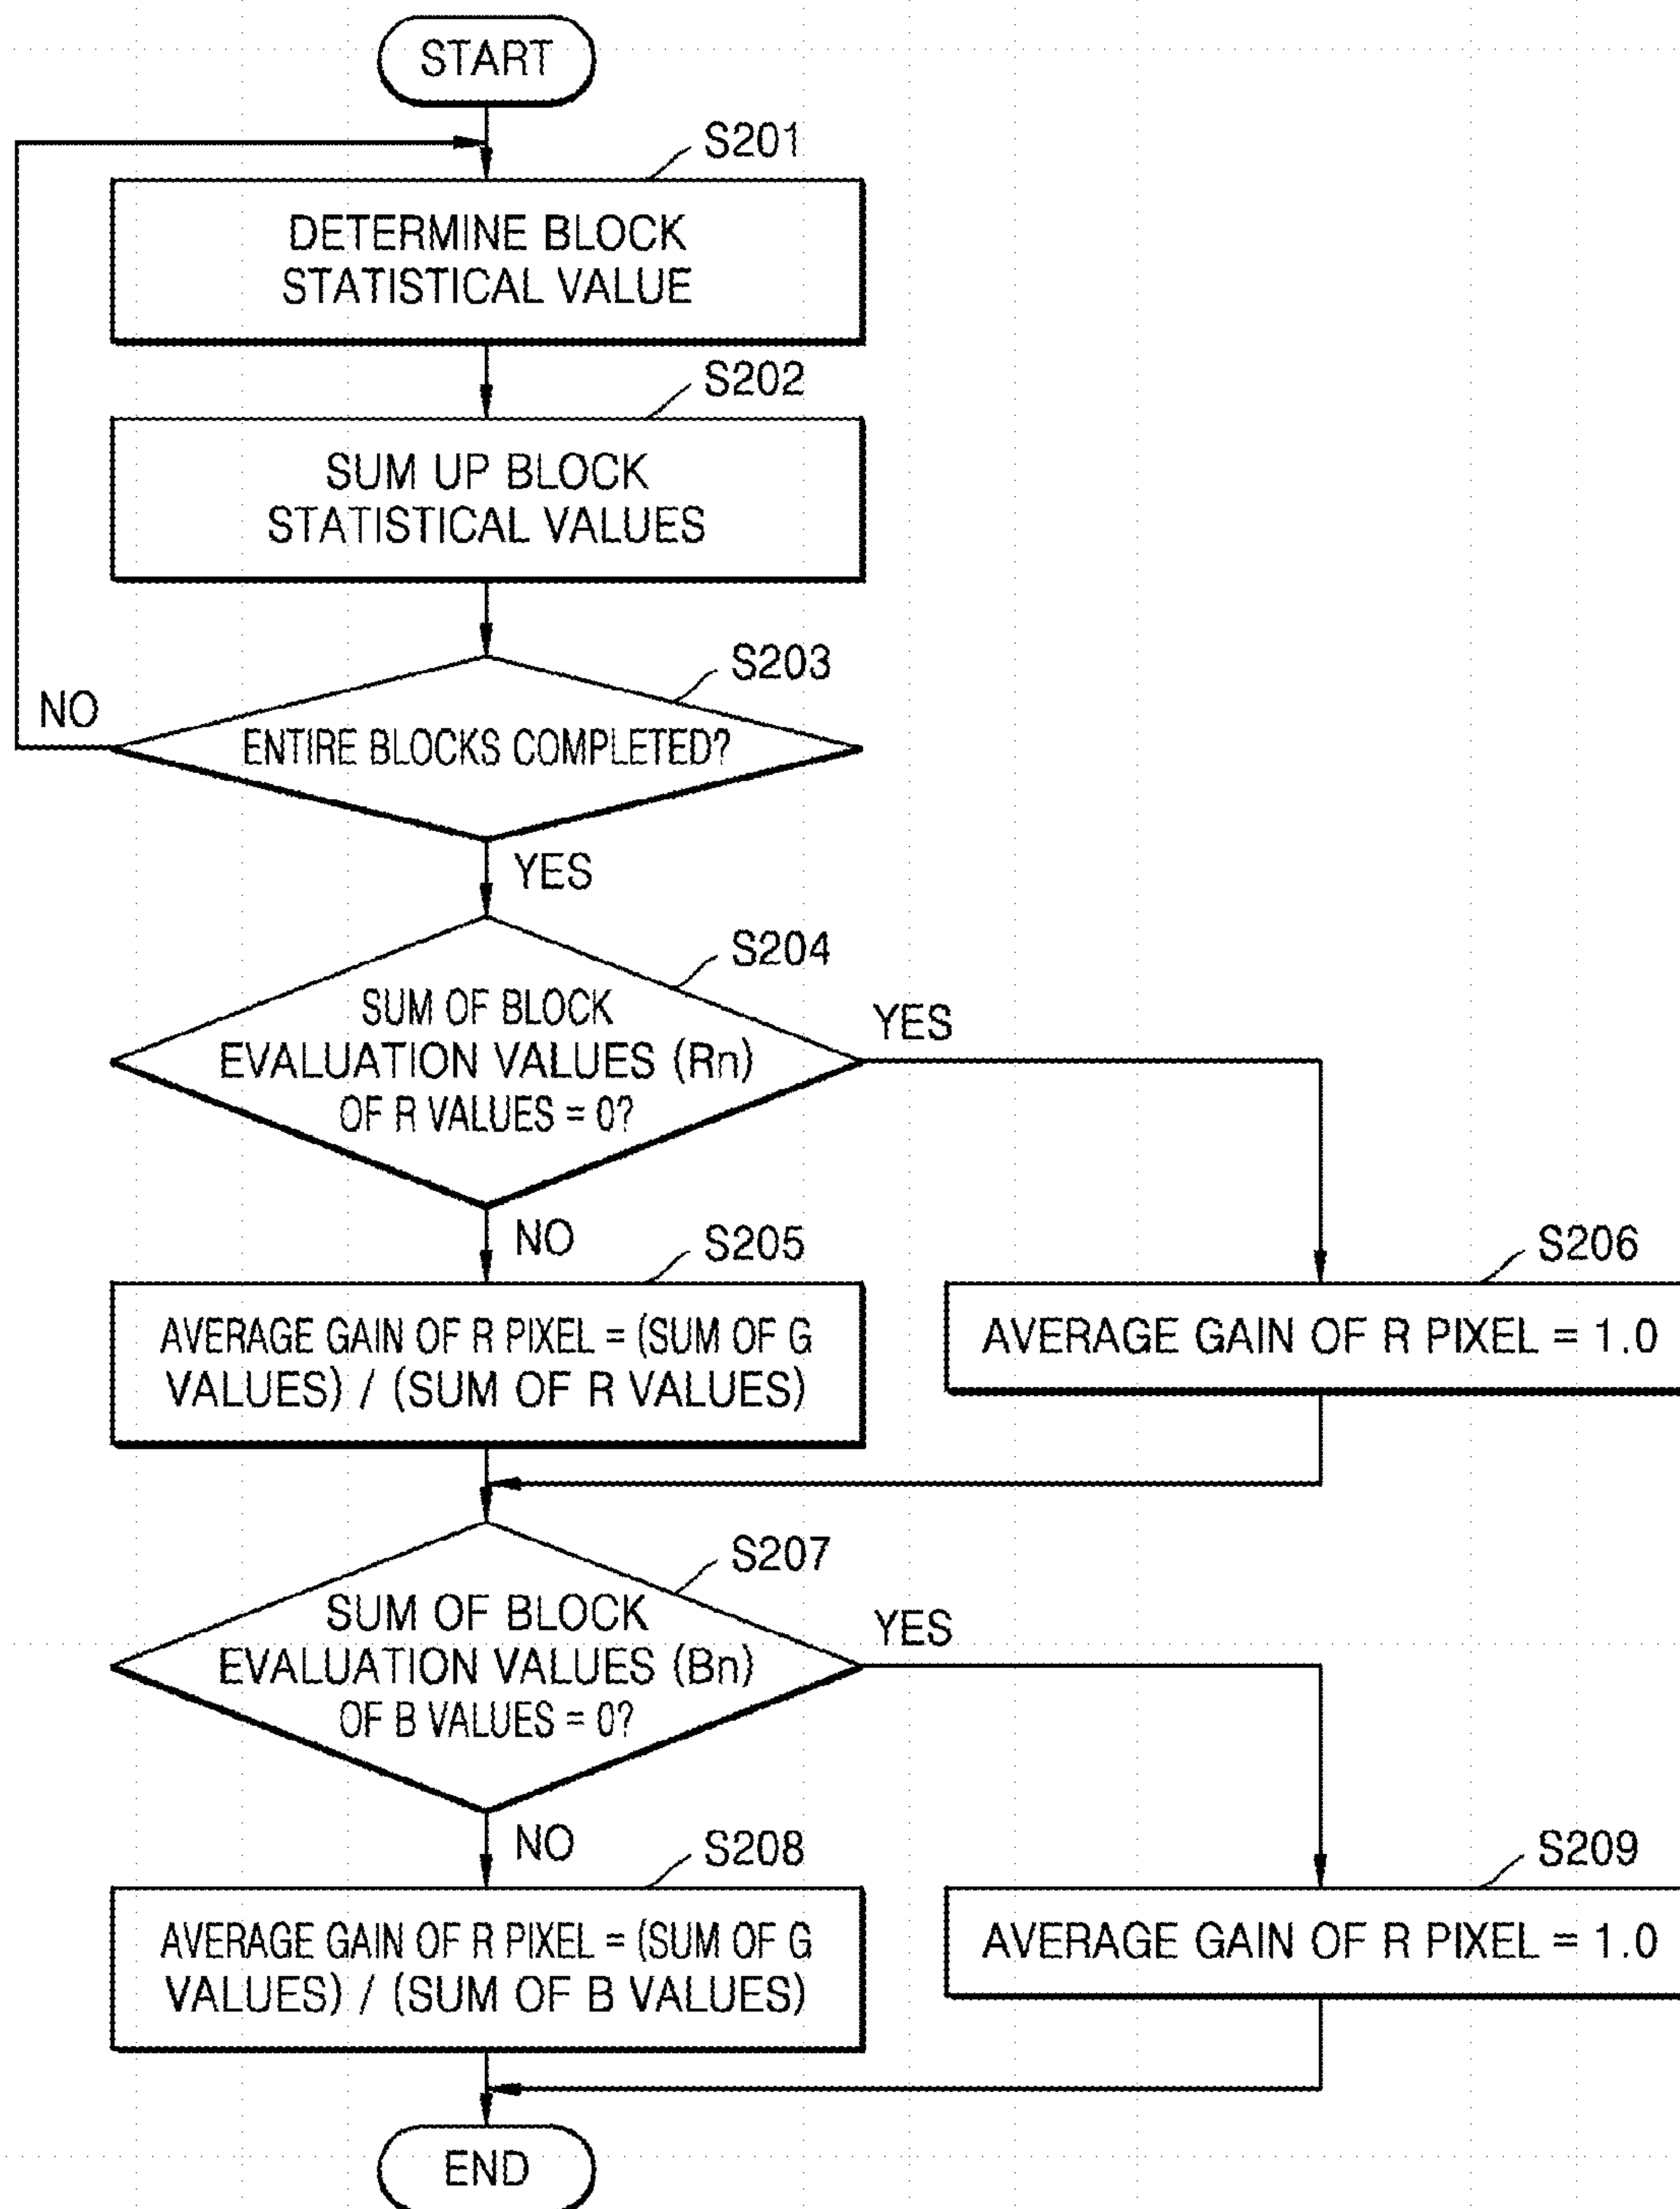 START
S201
DETERMINE BLOCK
STATISTICAL VALUE
S202
SUM UP BLOCK
STATISTICAL VALUES
S203
NO
ENTIRE BLOCKS COMPLETED?
YES
S204
SUM OF BLOCK
EVALUATION VALUES (Rn)
OF R VALUES = 0?
YES
NO
S205
AVERAGE GAIN OF R PIXEL = (SUM OF G
VALUES) / (SUM OF R VALUES)
S206
AVERAGE GAIN OF R PIXEL = 1.0
S207
SUM OF BLOCK
EVALUATION VALUES (Bn)
OF B VALUES = 0?
YES
NO
S208
AVERAGE GAIN OF R PIXEL = (SUM OF G
VALUES) / (SUM OF B VALUES)
S209
AVERAGE GAIN OF R PIXEL = 1.0
END